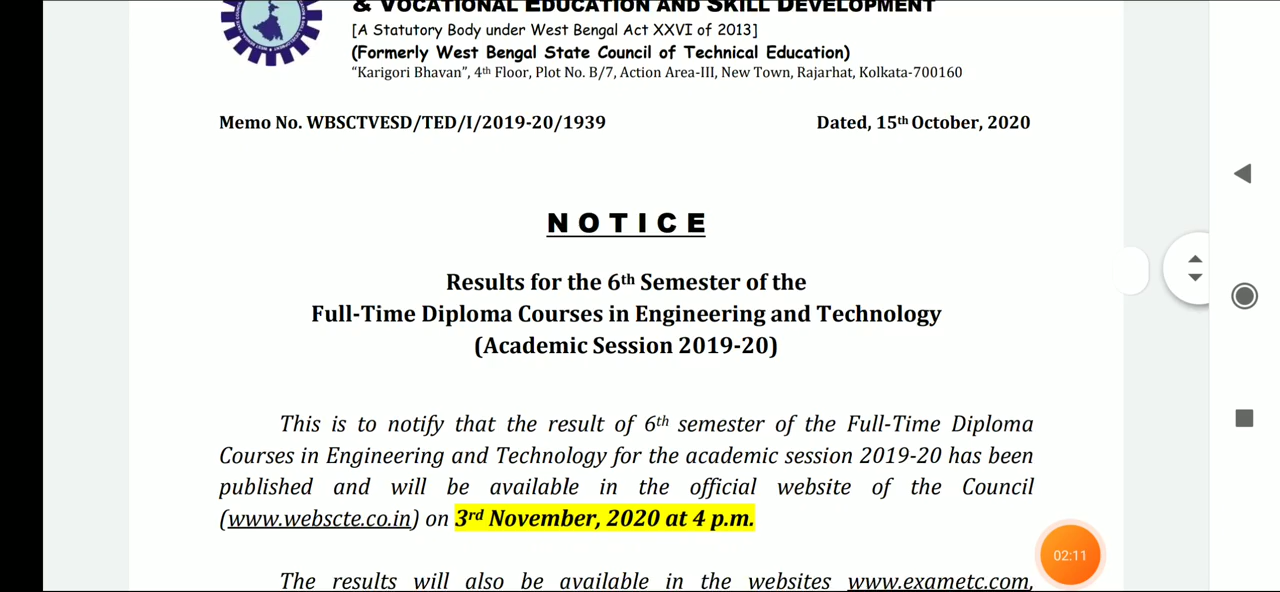 & VOCATIONAL EDUCATION AND SKILL DEVELOPMENT
[A Statutory Body under West Bengal Act XXVI of 2013]
(Formerly West Bengal State Council of Technical Education)
“Karigori Bhavan”, 4th Floor, Plot No. B/7, Action Area-III, New Town, Rajarhat, Kolkata-700160
Memo No. WBSCTVESD/TED/I/2019-20/1939 Dated, 15th October, 2020
NOTICE
Results for the 6th Semester of the
Full-Time Diploma Courses in Engineering and Technology
(Academic Session 2019-20)
This is to notify that the result of 6th semester of the Full-Time Diploma
Courses in Engineering and Technology for the academic session 2019-20 has been
published and will be available in the official website of the Council
(www.webscte.co.in) on 3rd November, 2020 at 4 p.m.
02:11
The results will also be available in the websites www.exametc.com,